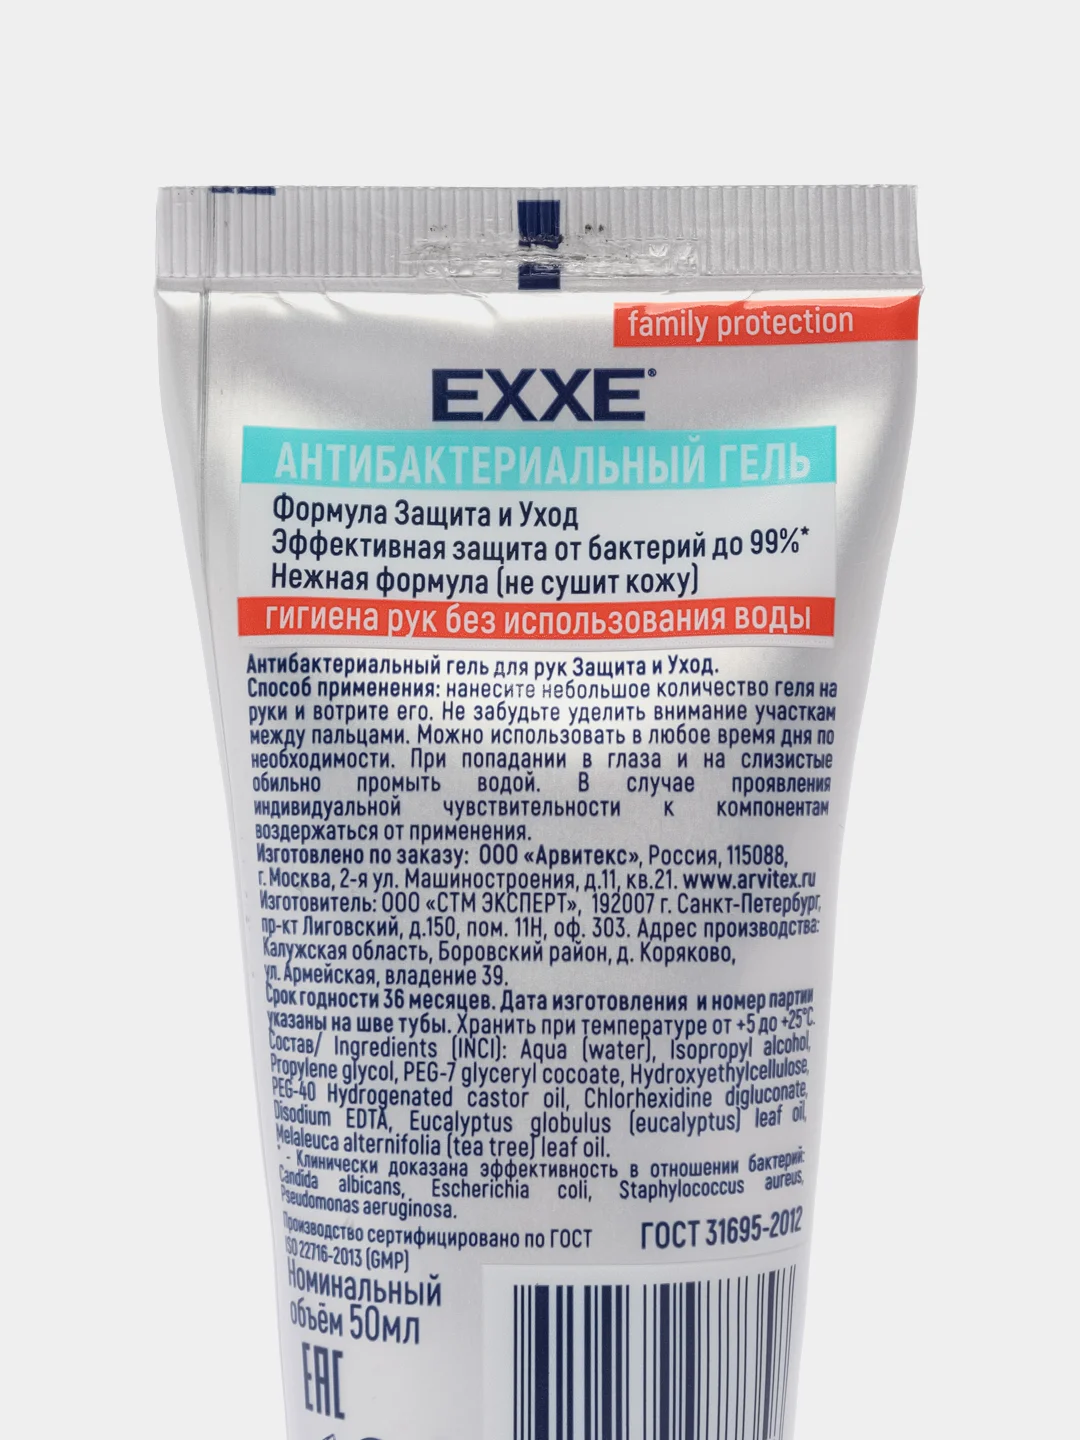 family protection
EXXE®
АНТИБАКТЕРИАЛЬНЫЙ ГЕЛЬ
Формула Защита и Уход
Эффективная защита от бактерий до 99%*
Нежная формула (не сушит кожу)
гигиена рук без использования воды
Антибактериальный гель для рук Защита и Уход.
Способ применения: нанесите небольшое количество геля на
руки и вотрите его. Не забудьте уделить внимание участкам
между пальцами. Можно использовать в любое время дня по
необходимости. При попадании в глаза и на слизистые
обильно промыть водой. В случае проявления
индивидуальной чувствительности к компонентам
воздержаться от применения.
Изготовлено по заказу: ООО «Арвитекс», Россия, 115088,
г. Москва, 2-я ул. Машиностроения, д.11, кв.21. www.arvitex.ru
Изготовитель: ООО «СТМ ЭКСПЕРТ», 192007 г. Санкт-Петербург,
пр-кт Лиговский, д.150, пом. 11Н, оф. 303. Адрес производства:
Калужская область, Боровский район, д. Коряково,
ул. Армейская, владение 39.
Срок годности 36 месяцев. Дата изготовления и номер партии
указаны на шве тубы. Хранить при температуре от +5 до +25°С.
Состав/ Ingredients (INCI): Aqua (water), Isopropyl alcohol,
Propylene glycol, PEG-7 glyceryl cocoate, Hydroxyethylcellulose,
PEG-40 Hydrogenated castor oil, Chlorhexidine digluconate,
Disodium EDTA, Eucalyptus globulus (eucalyptus) leaf oil,
Melaleuca alternifolia (tea tree) leaf oil.
* - Клинически доказана эффективность в отношении бактерий:
Candida albicans, Escherichia coli, Staphylococcus aureus,
Pseudomonas aeruginosa.
Производство сертифицировано по ГОСТ
ISO 22716-2013 (GMP)
ГОСТ 31695-2012
Номинальный
объём 50мл
ЕАС